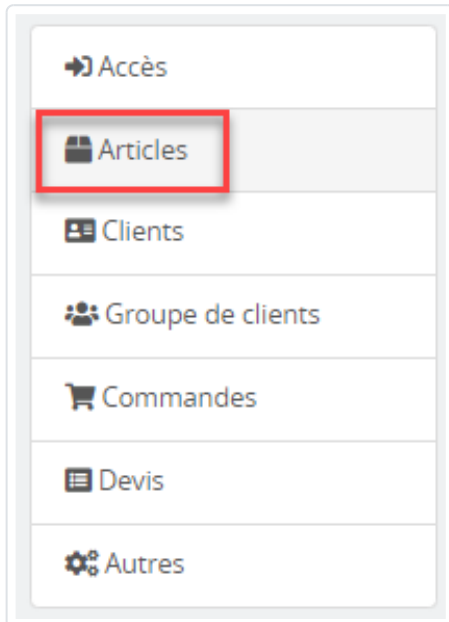 Accès
Articles
Clients
Groupe de clients
Commandes
Devis
Autres